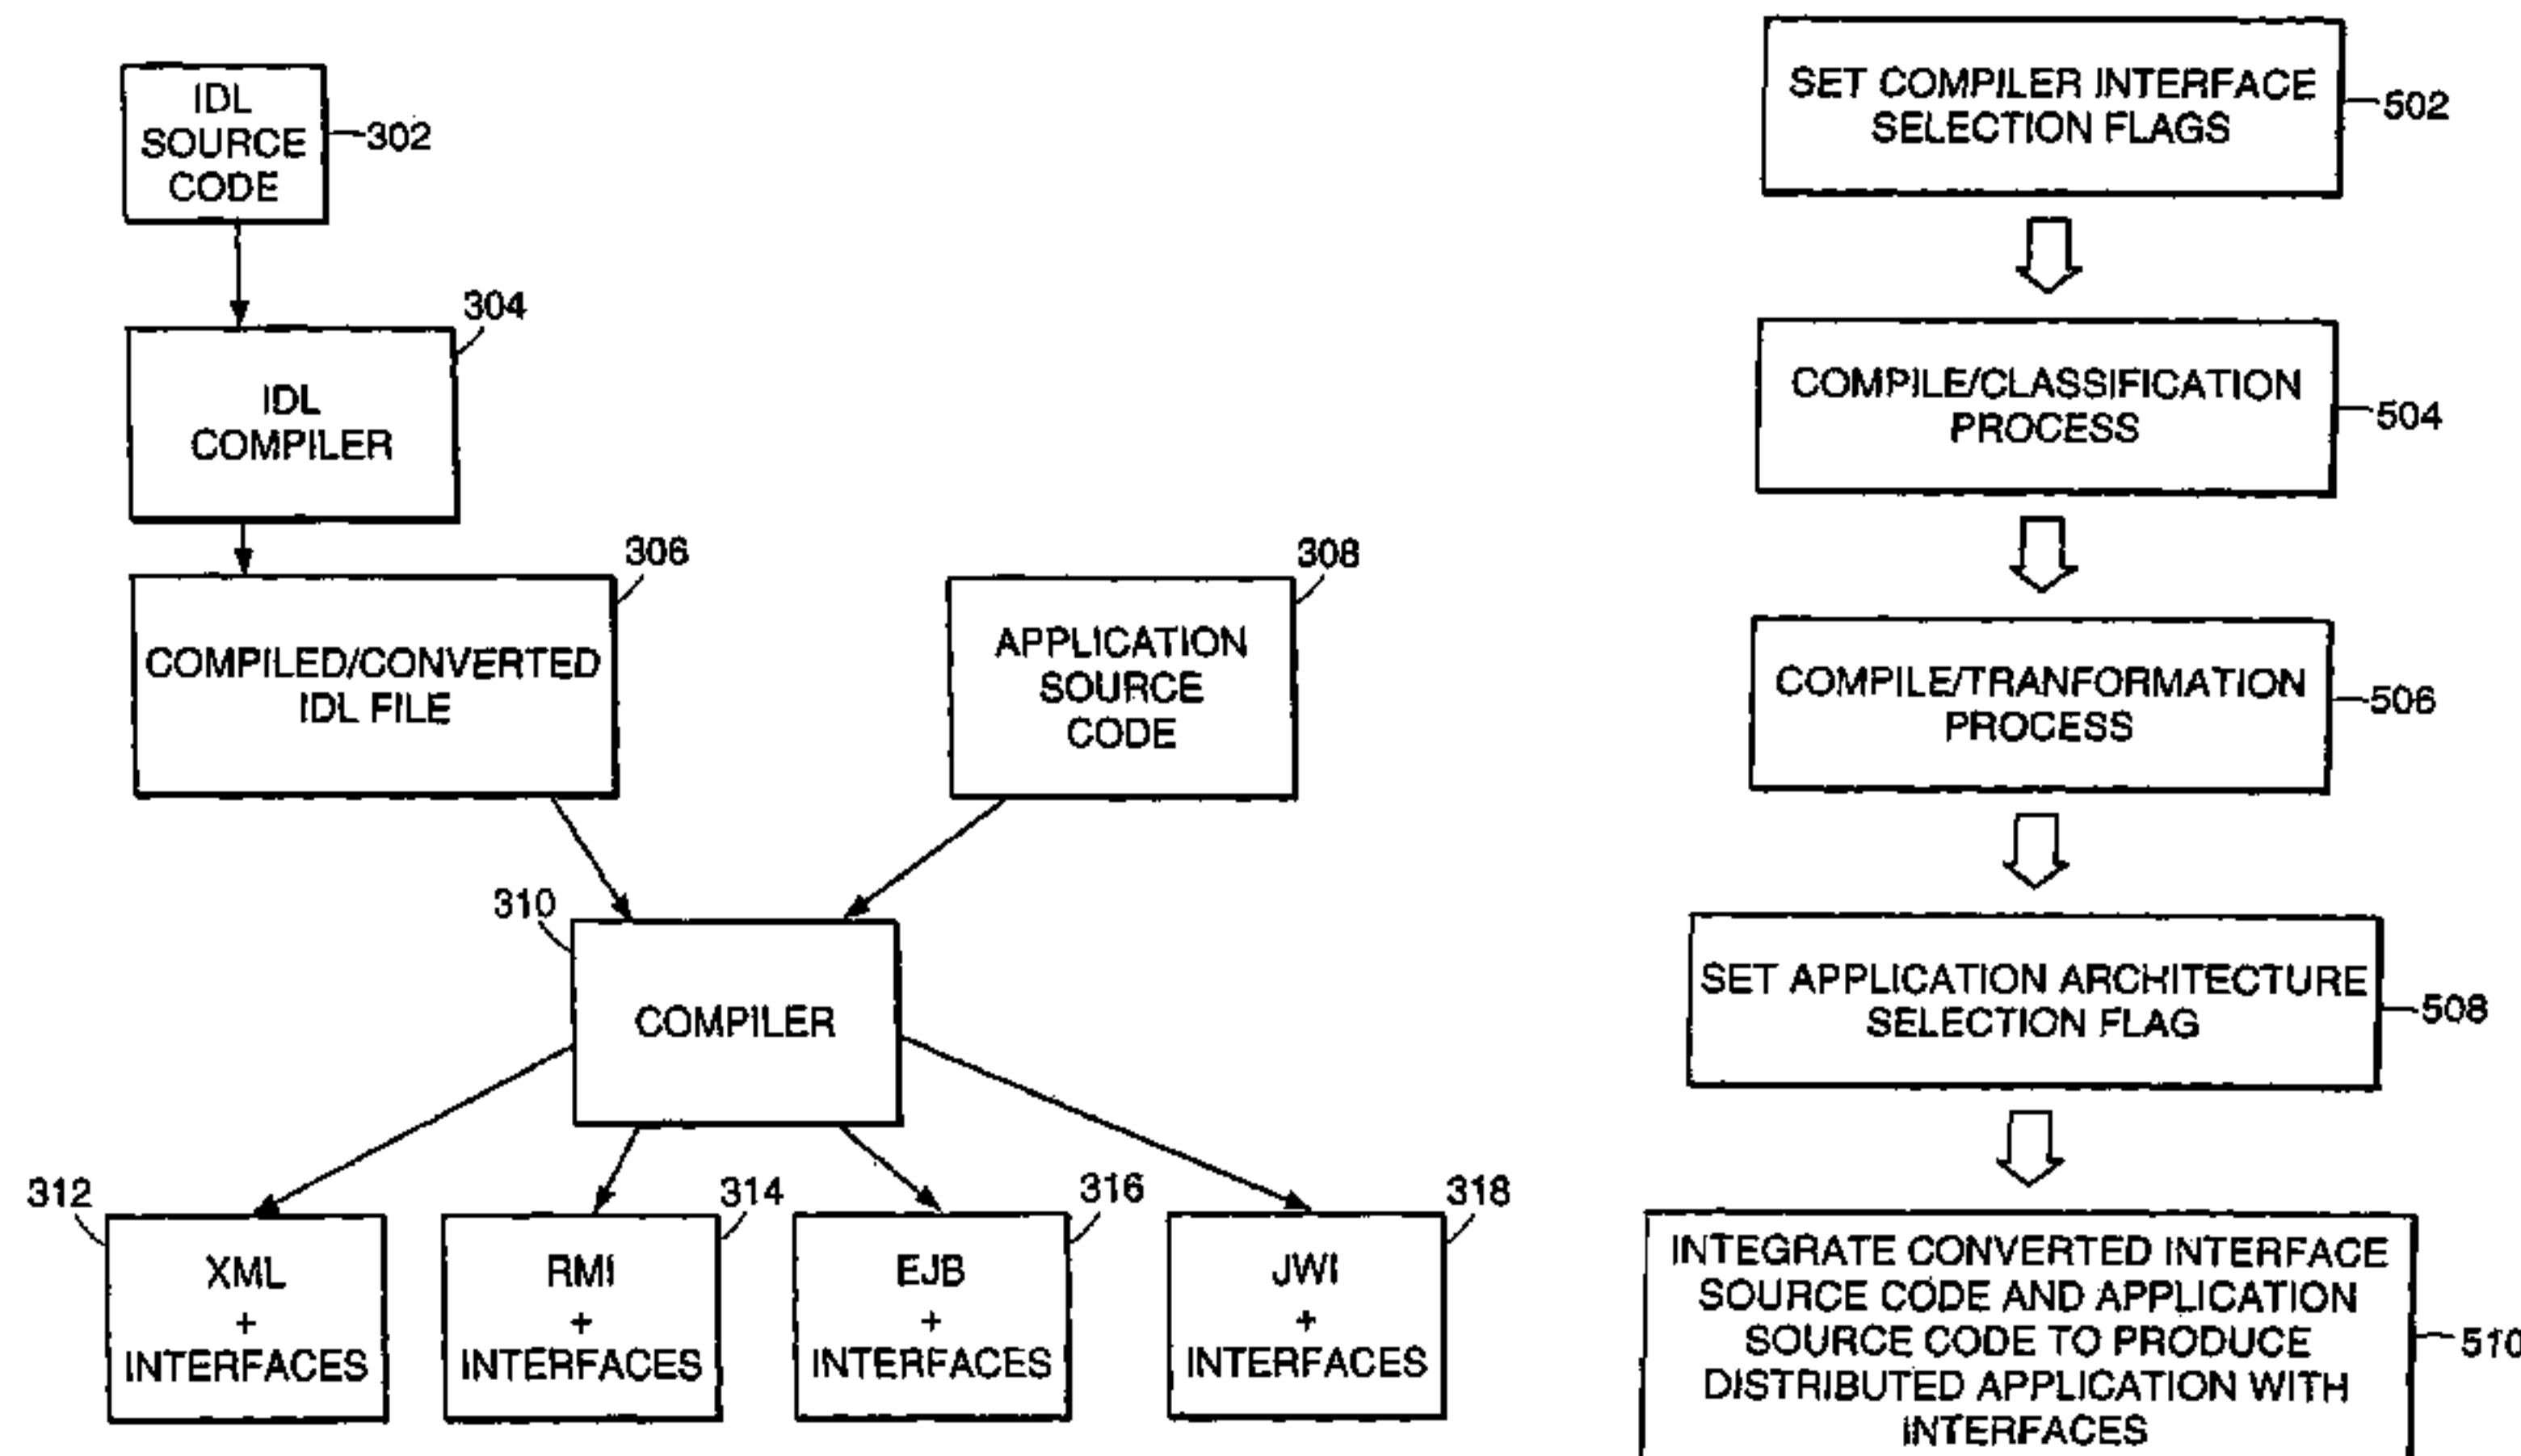 IDL
SOURCE
CODE
302
304
IDL
COMPILER
306
COMPILED/CONVERTED
IDL FILE
308
APPLICATION
SOURCE
CODE
310
COMPILER
312
XML
+
INTERFACES
314
RMI
+
INTERFACES
316
EJB
+
INTERFACES
318
JWI
+
INTERFACES
SET COMPILER INTERFACE
SELECTION FLAGS
502
COMPILE/CLASSIFICATION
PROCESS
504
COMPILE/TRANFORMATION
PROCESS
506
SET APPLICATION ARCHITECTURE
SELECTION FLAG
508
INTEGRATE CONVERTED INTERFACE
SOURCE CODE AND APPLICATION
SOURCE CODE TO PRODUCE
DISTRIBUTED APPLICATION WITH
INTERFACES
510